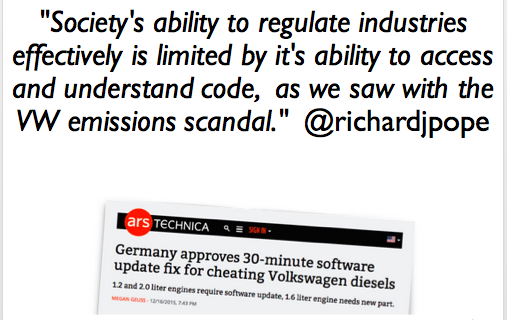 "Society's ability to regulate industries
effectively is limited by it's ability to access
and understand code,  as we saw with the
VW emissions scandal."  @richardjpope
ars TECHNICA SIGN IN
Germany approves 30-minute software
update fix for cheating Volkswagen diesels
1.2 and 2.0 liter engines require software update, 1.6 liter engine needs new part.
MEGAN GEUSS - 12/16/2015, 7:43 PM